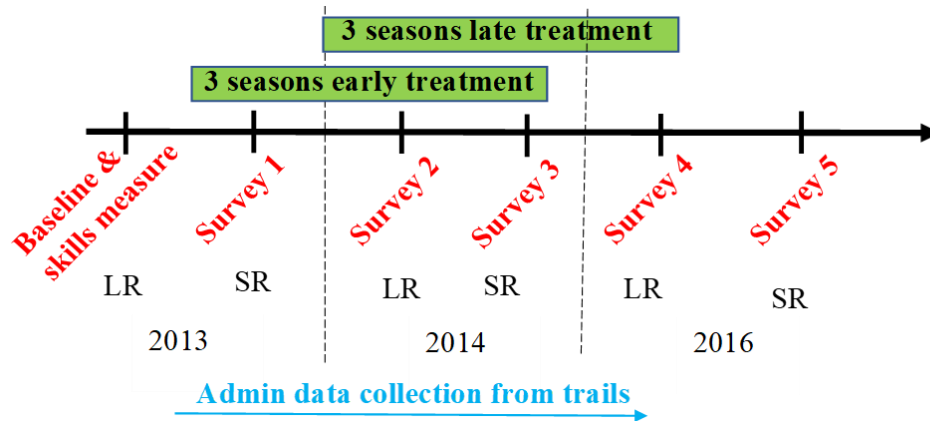 3 seasons late treatment
3 seasons early treatment
Baseline &
skills measure
Survey 1
Survey 2
Survey 3
Survey 4
Survey 5
LR
SR
LR
SR
LR
SR
2013
2014
2016
Admin data collection from trails